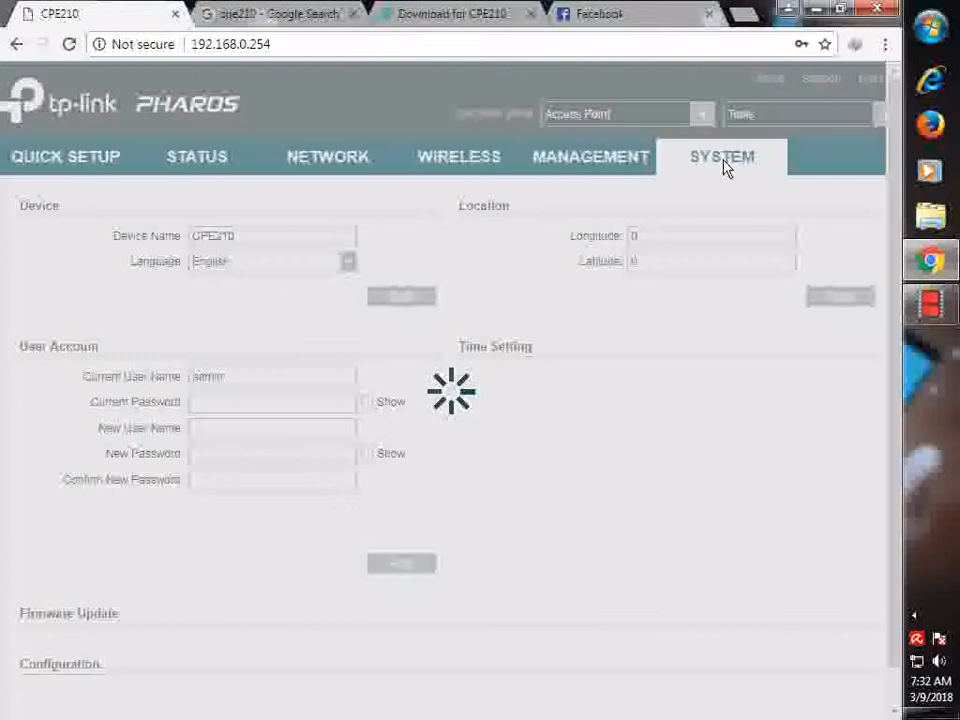 CPE210
cpe210 - Google Search
Download for CPE210
Facebook
Not secure
192.168.0.254
tp-link PHAROS
Support
Access Point
Tools
QUICK SETUP
STATUS
NETWORK
WIRELESS
MANAGEMENT
SYSTEM
Device
Location
Device Name
CPE210
Longitude:
0
Language
English
Latitude:
0
User Account
Time Setting
Current User Name
admin
Current Password
Show
New User Name
New Password
Show
Confirm New Password
Firmware Update
Configuration
7:32 AM
3/9/2018